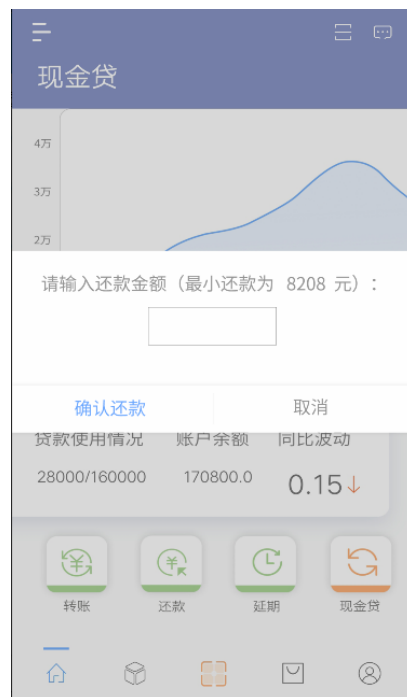 现金贷
4万
3万
2万
请输入还款金额（最小还款为 8208 元）：
确认还款 取消
贷款使用情况 账户余额 同比波动
28000/160000 170800.0 0.15↓
转账 还款 延期 现金贷